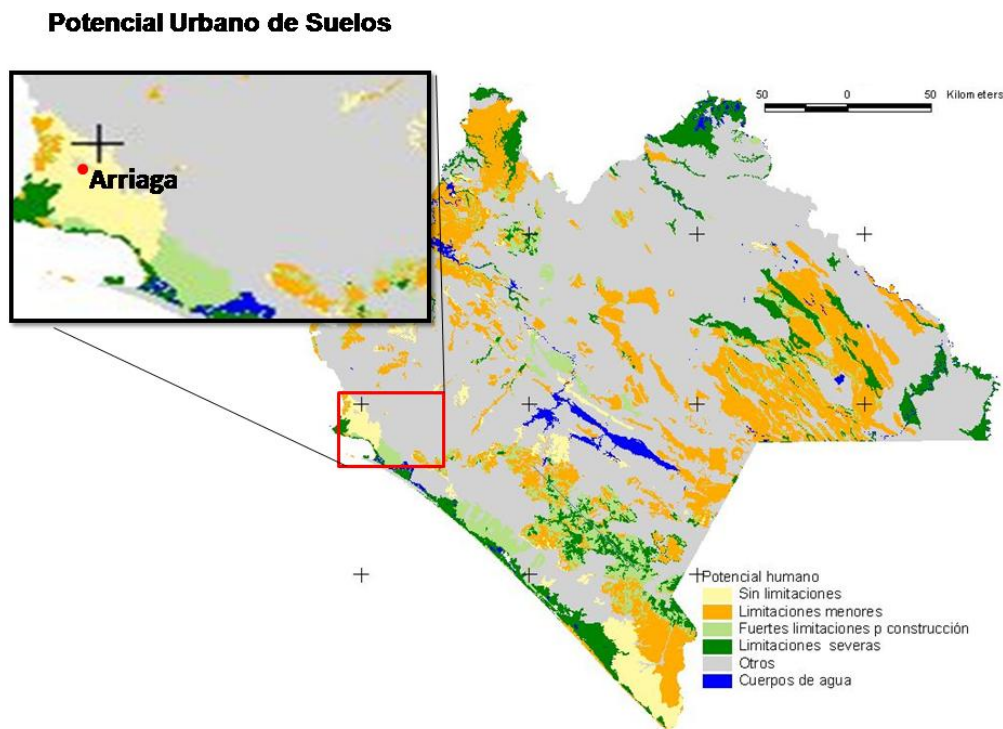 Potencial Urbano de Suelos
50 0 50 Kilometers
Arriaga
Potencial humano
Sin limitaciones
Limitaciones menores
Fuertes limitaciones p construcción
Limitaciones severas
Otros
Cuerpos de agua